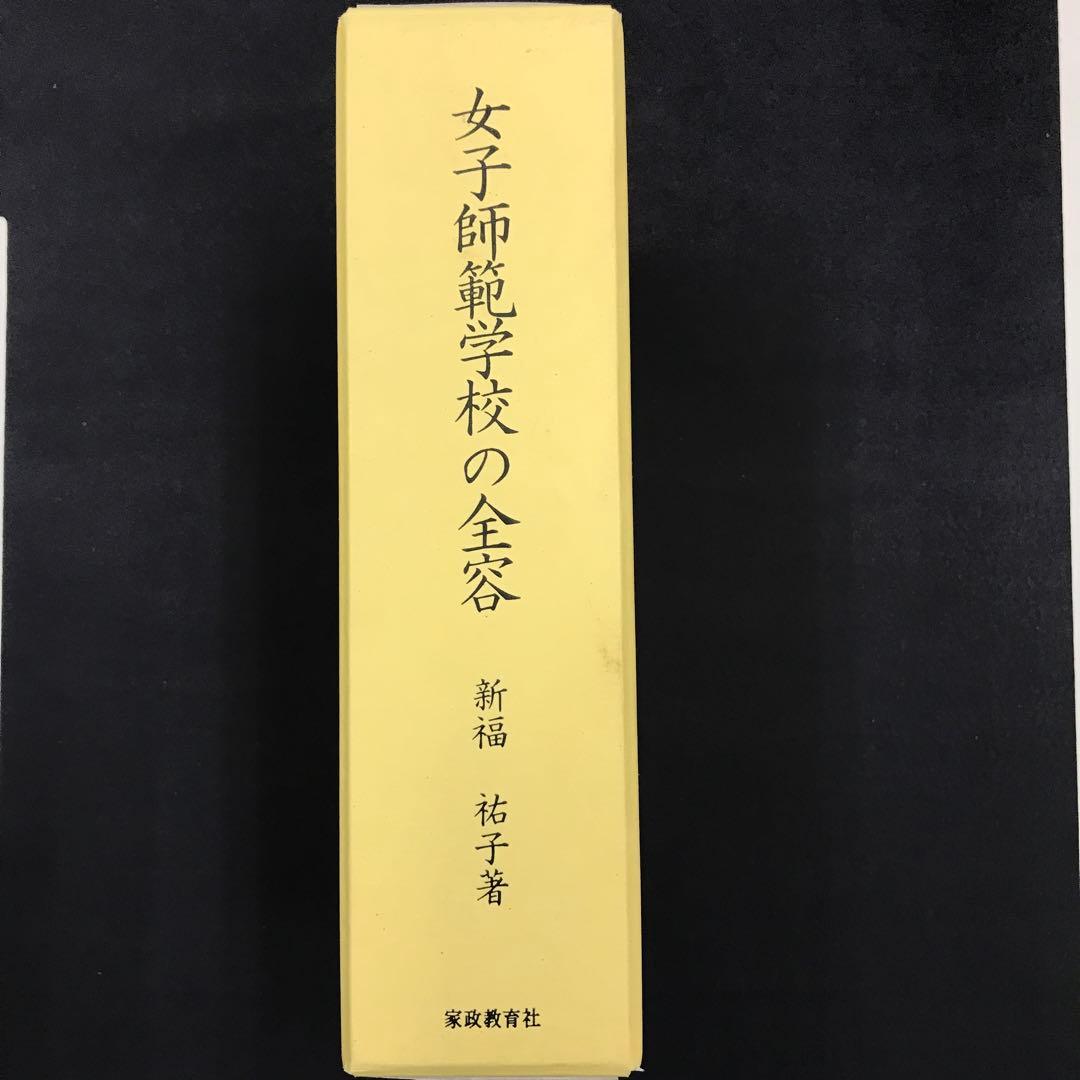 女子師範学校の全容
新福 祐子著
家政教育社